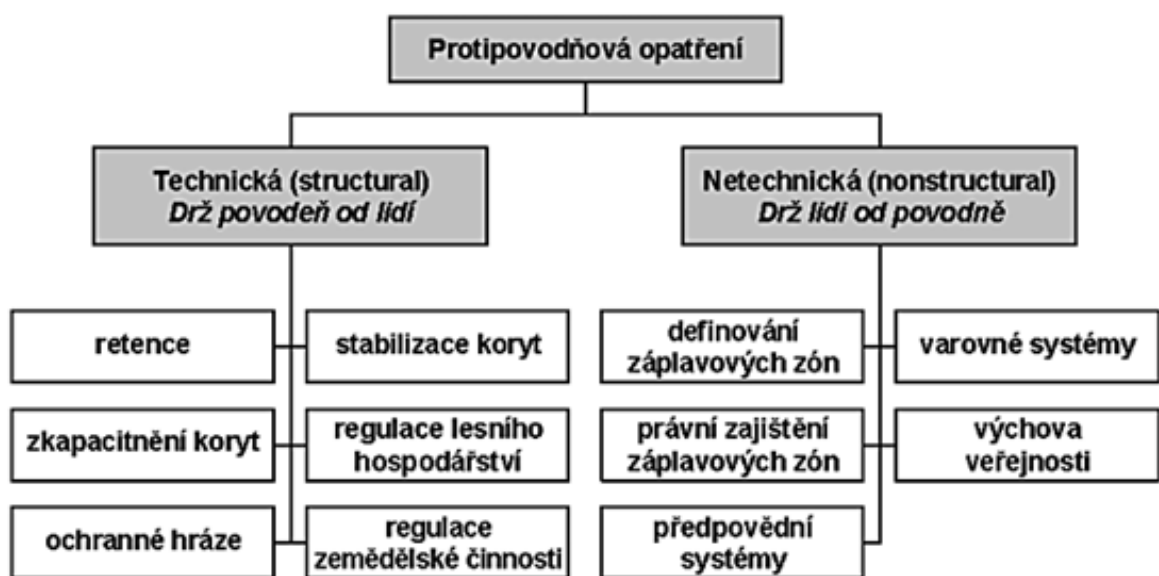 Protipovodňová opatření
Technická (structural)
Drž povodeň od lidí
Netechnická (nonstructural)
Drž lidi od povodně
retence
stabilizace koryt
definování
záplavových zón
varovné systémy
zkapacitnění koryt
regulace lesního
hospodářství
právní zajištění
záplavových zón
výchova
veřejnosti
ochranné hráze
regulace
zemědělské činnosti
předpovědní
systémy